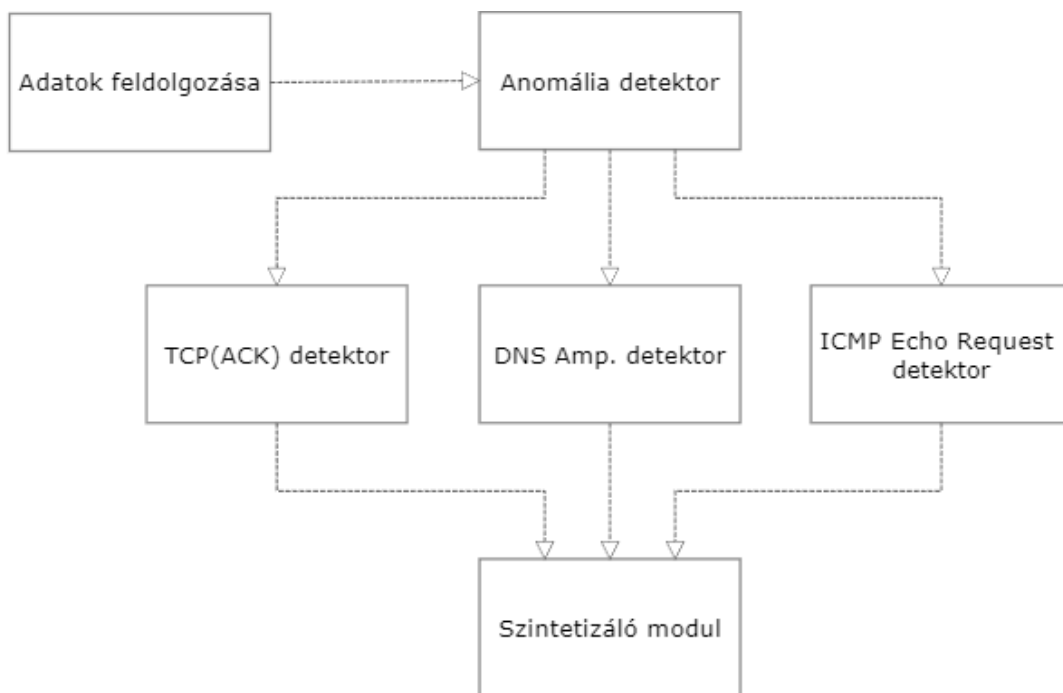 Adatok feldolgozása
Anomália detektor
TCP(ACK) detektor
DNS Amp. detektor
ICMP Echo Request
detektor
Szintetizáló modul